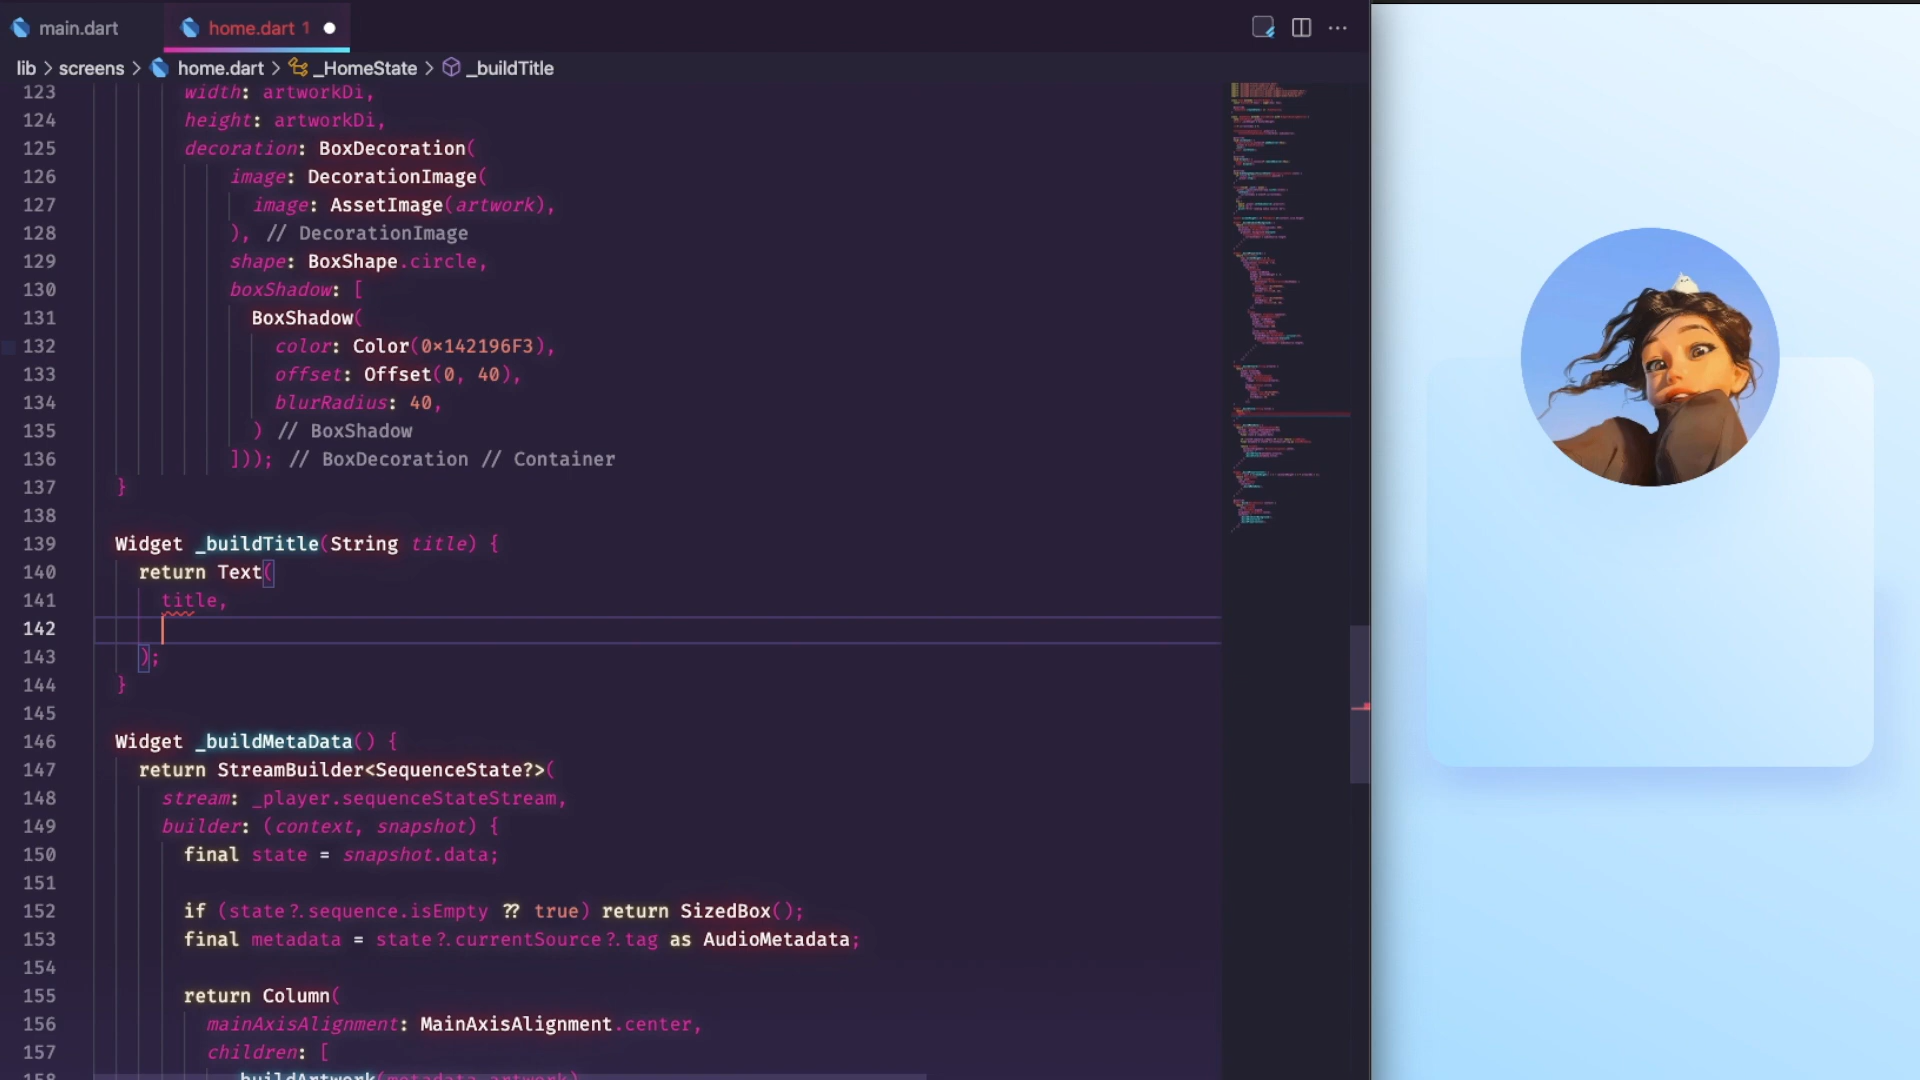 main.dart
home.dart 1
lib > screens > home.dart > _HomeState > _buildTitle
123 width: artworkDi,
124 height: artworkDi,
125 decoration: BoxDecoration(
126 image: DecorationImage(
127 image: AssetImage(artwork),
128 ), // DecorationImage
129 shape: BoxShape.circle,
130 boxShadow: [
131 BoxShadow(
132 color: Color(0x142196F3),
133 offset: Offset(0, 40),
134 blurRadius: 40,
135 ) // BoxShadow
136 ])); // BoxDecoration // Container
137 }
138
139 Widget _buildTitle(String title) {
140 return Text(
141 title,
142
143 );
144 }
145
146 Widget _buildMetaData() {
147 return StreamBuilder<SequenceState?>(
148 stream: _player.sequenceStateStream,
149 builder: (context, snapshot) {
150 final state = snapshot.data;
151
152 if (state?.sequence.isEmpty ?? true) return SizedBox();
153 final metadata = state?.currentSource?.tag as AudioMetadata;
154
155 return Column(
156 mainAxisAlignment: MainAxisAlignment.center,
157 children: [
158 _buildArtwork(metadata.artwork)